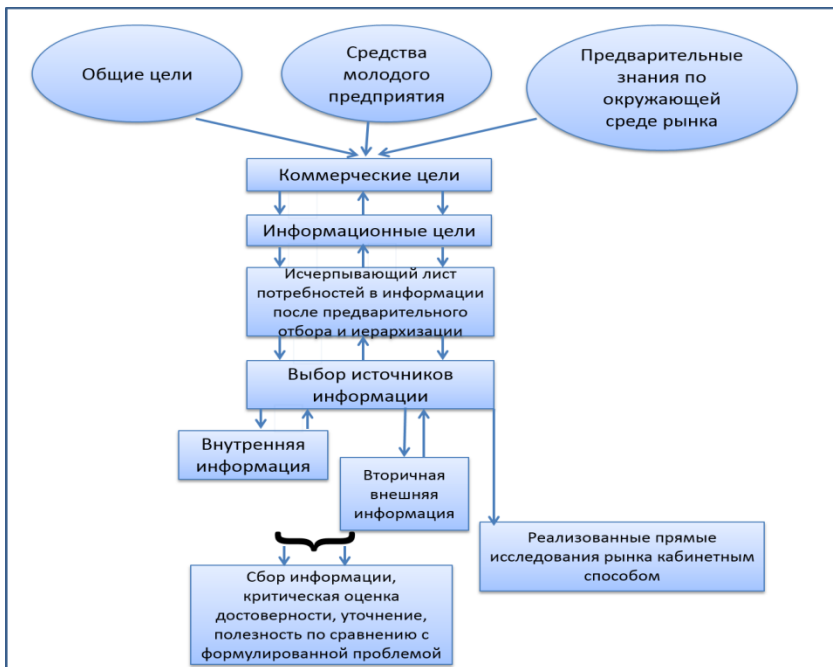 Общие цели
Средства
молодого
предприятия
Предварительные
знания по
окружающей
среде рынка
Коммерческие цели
Информационные цели
Исчерпывающий лист
потребностей в информации
после предварительного
отбора и иерархизации
Выбор источников
информации
Внутренняя
информация
Вторичная
внешняя
информация
Реализованные прямые
исследования рынка кабинетным
способом
Сбор информации,
критическая оценка
достоверности, уточнение,
полезность по сравнению с
формулированной проблемой